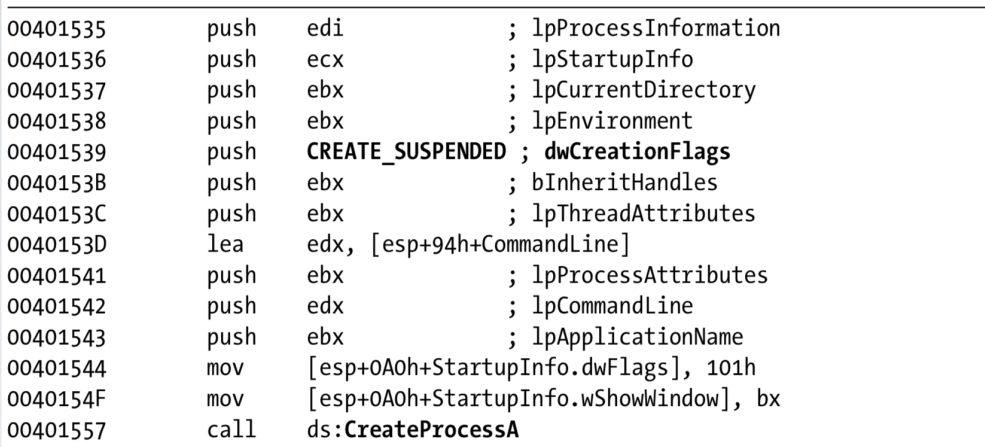 00401535 push edi ; lpProcessInformation
00401536 push ecx ; lpStartupInfo
00401537 push ebx ; lpCurrentDirectory
00401538 push ebx ; lpEnvironment
00401539 push CREATE_SUSPENDED ; dwCreationFlags
0040153B push ebx ; bInheritHandles
0040153C push ebx ; lpThreadAttributes
0040153D lea edx, [esp+94h+CommandLine]
00401541 push ebx ; lpProcessAttributes
00401542 push edx ; lpCommandLine
00401543 push ebx ; lpApplicationName
00401544 mov [esp+0A0h+StartupInfo.dwFlags], 101h
0040154F mov [esp+0A0h+StartupInfo.wShowWindow], bx
00401557 call ds:CreateProcessA